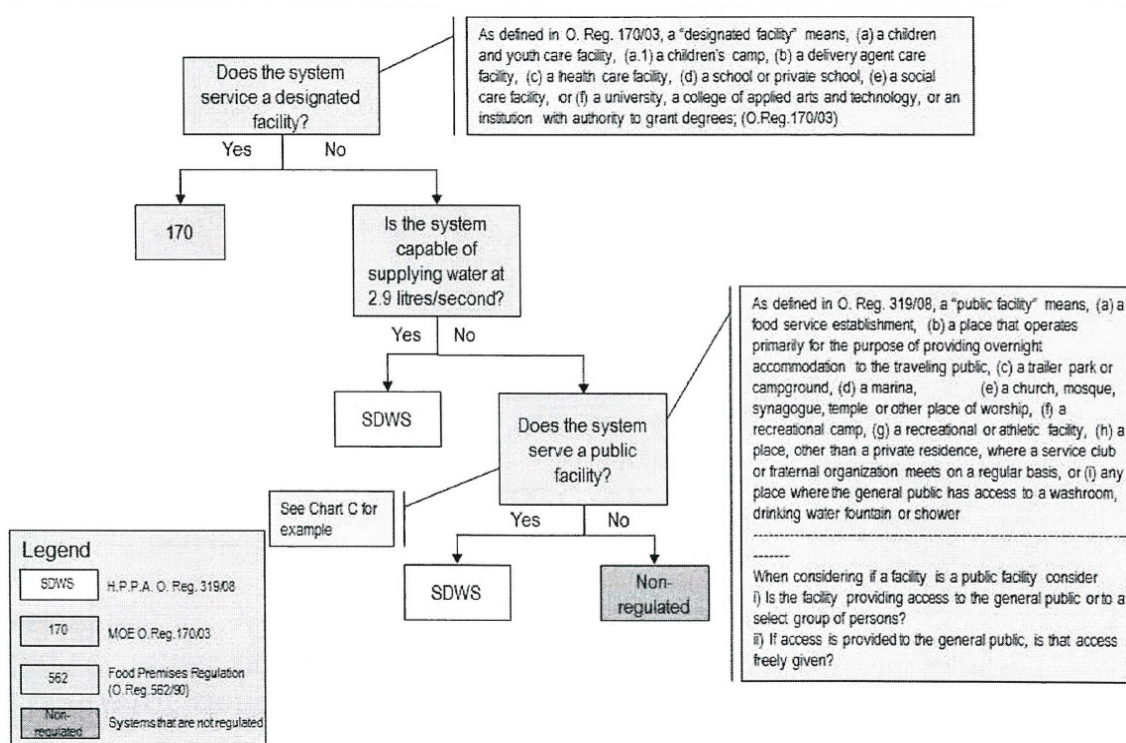 Does the system
service a designated
facility?
As defined in O. Reg. 170/03, a “designated facility” means, (a) a children
and youth care facility, (a.1) a children's camp, (b) a delivery agent care
facility, (c) a health care facility, (d) a school or private school, (e) a social
care facility, or (f) a university, a college of applied arts and technology, or an
institution with authority to grant degrees; (O.Reg.170/03)
Yes No
170
Is the system
capable of
supplying water at
2.9 litres/second?
Yes No
SDWS
Does the system
serve a public
facility?
As defined in O. Reg. 319/08, a “public facility” means, (a) a
food service establishment, (b) a place that operates
primarily for the purpose of providing overnight
accommodation to the traveling public, (c) a trailer park or
campground, (d) a marina, (e) a church, mosque,
synagogue, temple or other place of worship, (f) a
recreational camp, (g) a recreational or athletic facility, (h) a
place, other than a private residence, where a service club
or fraternal organization meets on a regular basis, or (i) any
place where the general public has access to a washroom,
drinking water fountain or shower
When considering if a facility is a public facility consider
i) Is the facility providing access to the general public or to a
select group of persons?
ii) If access is provided to the general public, is that access
freely given?
See Chart C for
example
Yes No
SDWS
Non-
regulated
Legend
SDWS H.P.P.A. O. Reg. 319/08
170 MOE O.Reg.170/03
562 Food Premises Regulation
(O.Reg.562/90)
Non-
regulated Systems that are not regulated